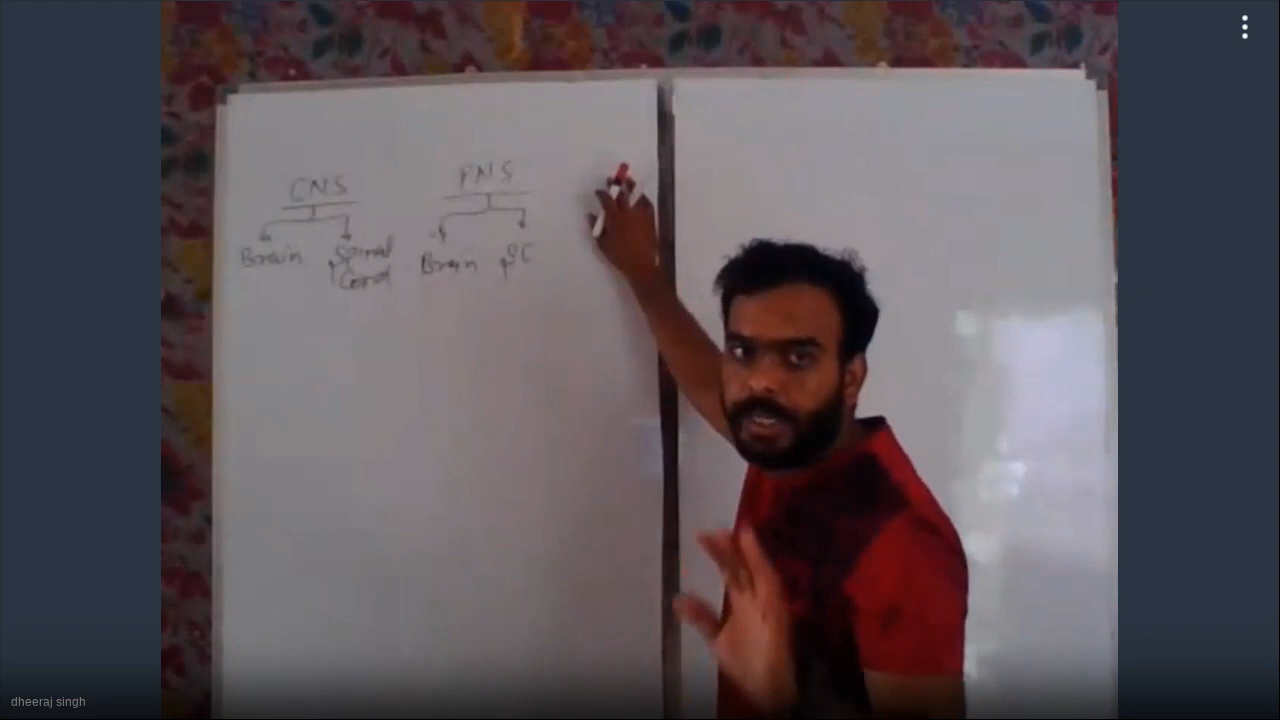 CNS
PNS
Brain
Spinal
Cord
Brain
SC
dheeraj singh